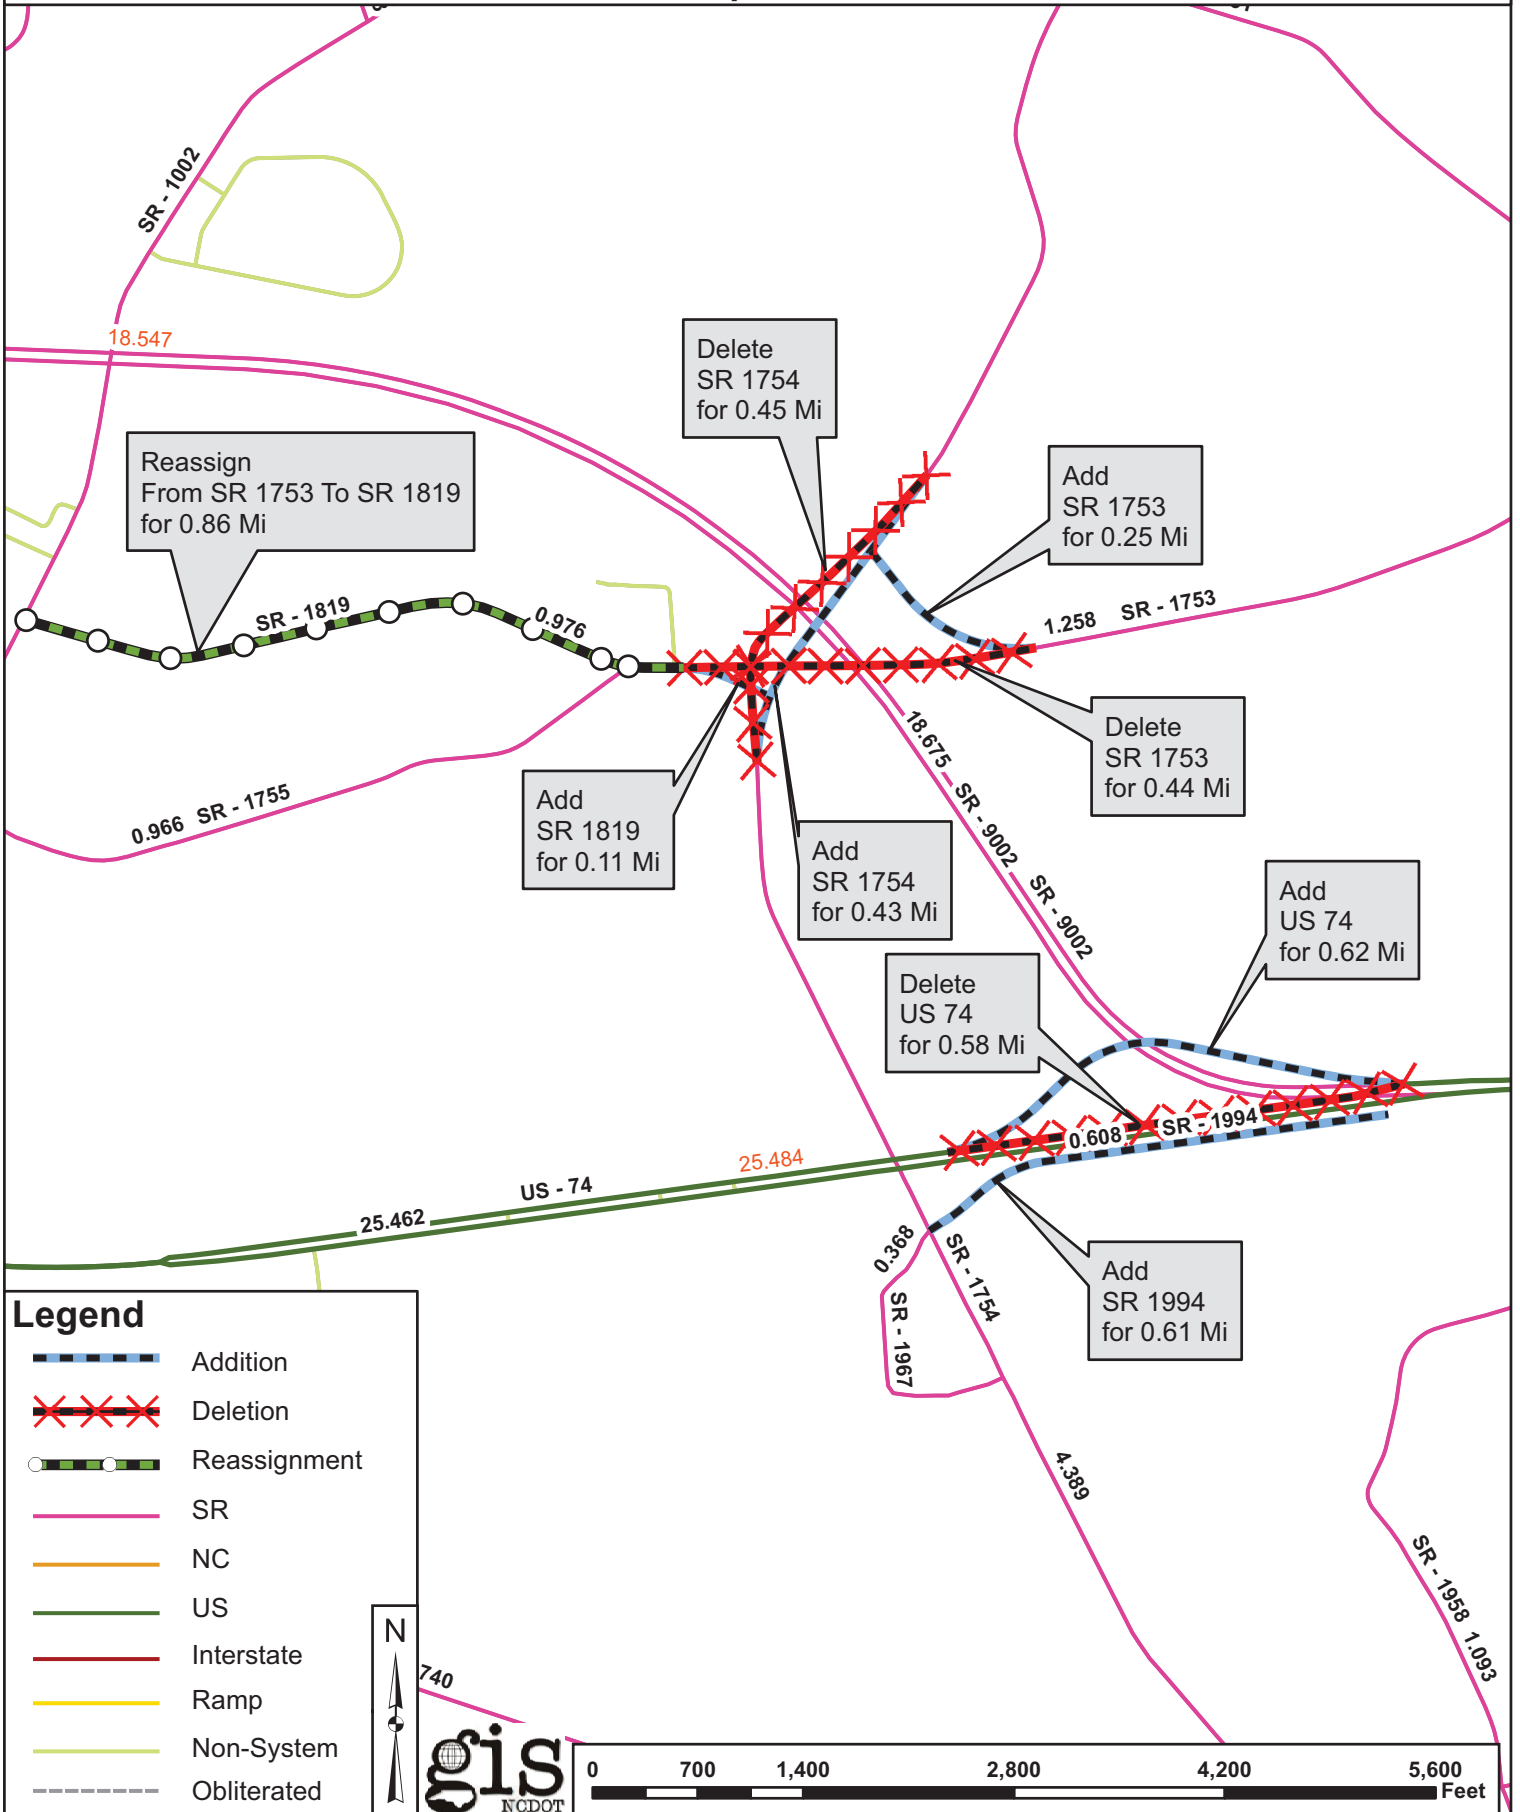 SR - 1002
18.547
Delete
SR 1754
for 0.45 Mi
Reassign
From SR 1753 To SR 1819
for 0.86 Mi
Add
SR 1753
for 0.25 Mi
SR - 1819
0.976
1.258 SR - 1753
Delete
SR 1753
for 0.44 Mi
18.675 SR - 9002 SR - 9002
0.966 SR - 1755
Add
SR 1819
for 0.11 Mi
Add
SR 1754
for 0.43 Mi
Add
US 74
for 0.62 Mi
Delete
US 74
for 0.58 Mi
0.608 SR - 1994
25.484
US - 74
25.462
0.368
SR - 1754
SR - 1967
Add
SR 1994
for 0.61 Mi
4.389
SR - 1958 1.093
Legend
Addition
Deletion
Reassignment
SR
NC
US
Interstate
Ramp
Non-System
Obliterated
N
740
gis
NCDOT
0 700 1,400 2,800 4,200 5,600
Feet